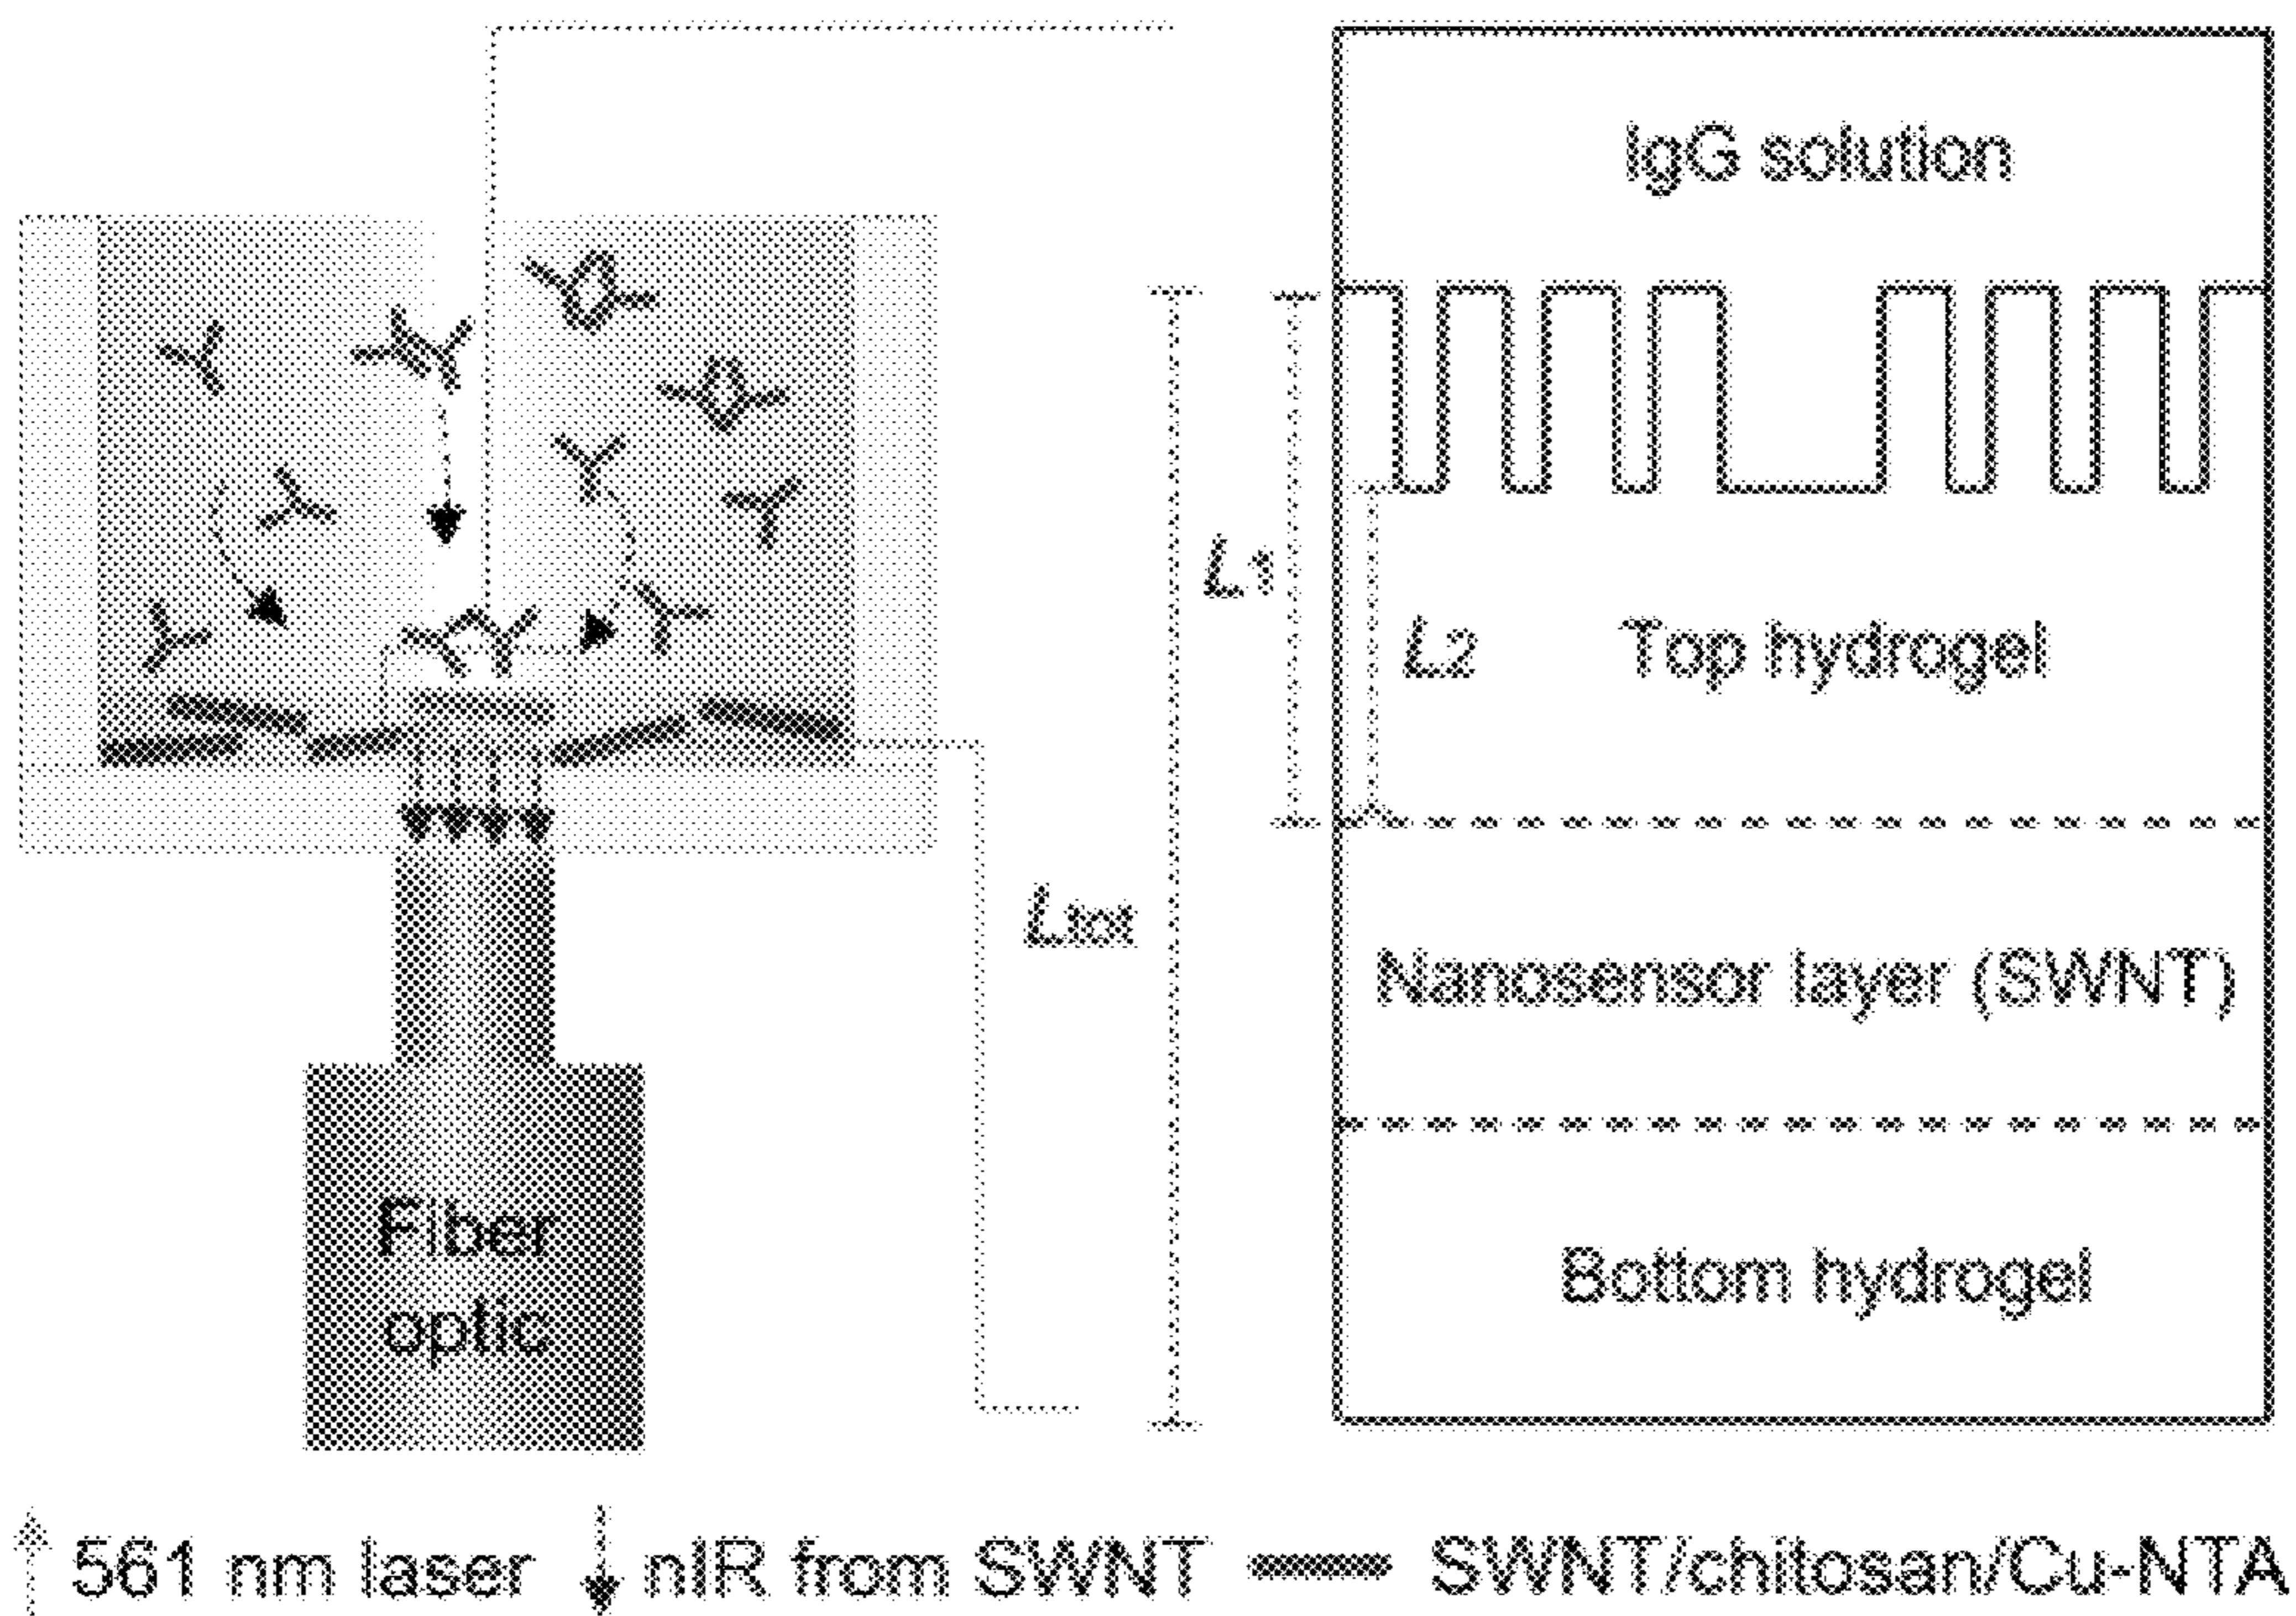 IgG solution
L1
L2
Top hydrogel
Ltot
Nanosensor layer (SWNT)
Bottom hydrogel
Fiber
optic
561 nm laser
nIR from SWNT
SWNT/chitosan/Cu-NTA